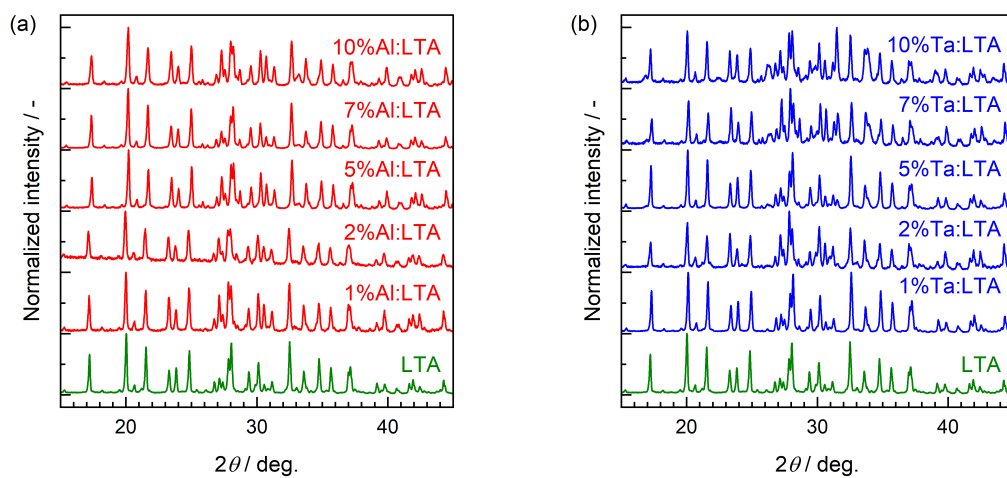 (a)
Normalized intensity / -
10%Al:LTA
7%Al:LTA
5%Al:LTA
2%Al:LTA
1%Al:LTA
LTA
20
30
40
2θ / deg.
(b)
Normalized intensity / -
10%Ta:LTA
7%Ta:LTA
5%Ta:LTA
2%Ta:LTA
1%Ta:LTA
LTA
20
30
40
2θ / deg.